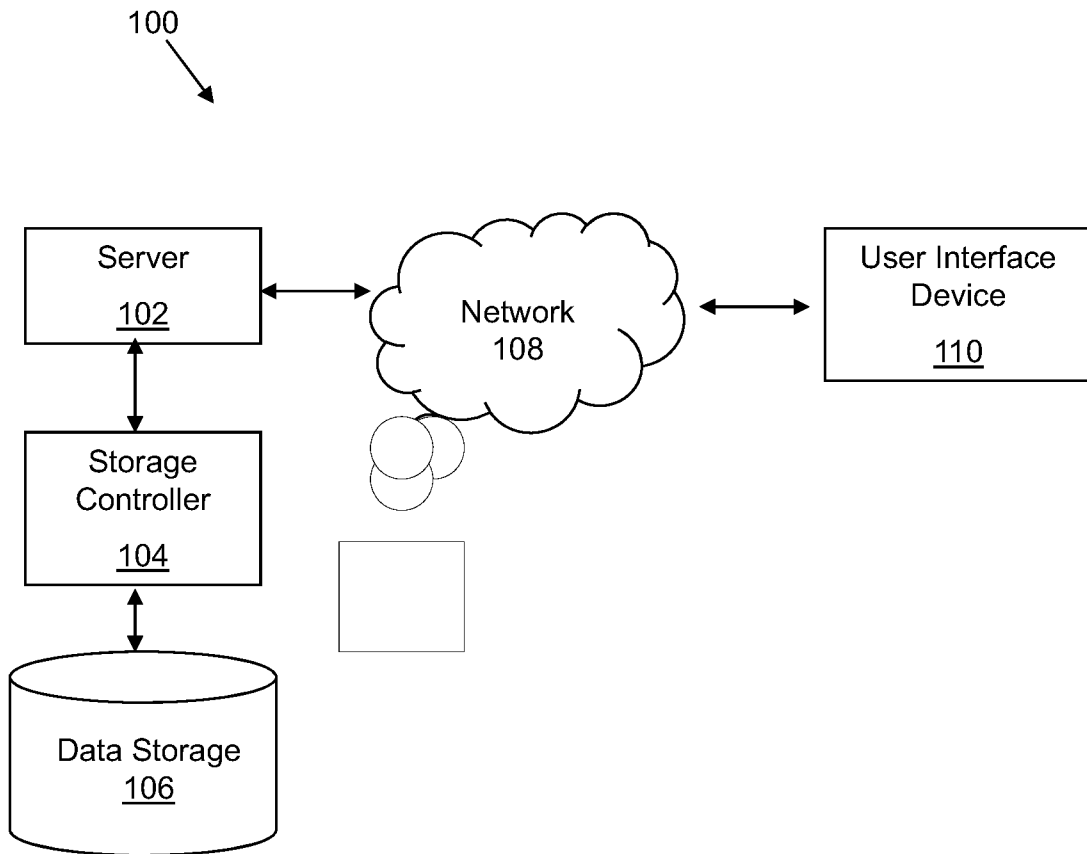 100
Server
102
Network
108
User Interface
Device
110
Storage
Controller
104
Data Storage
106